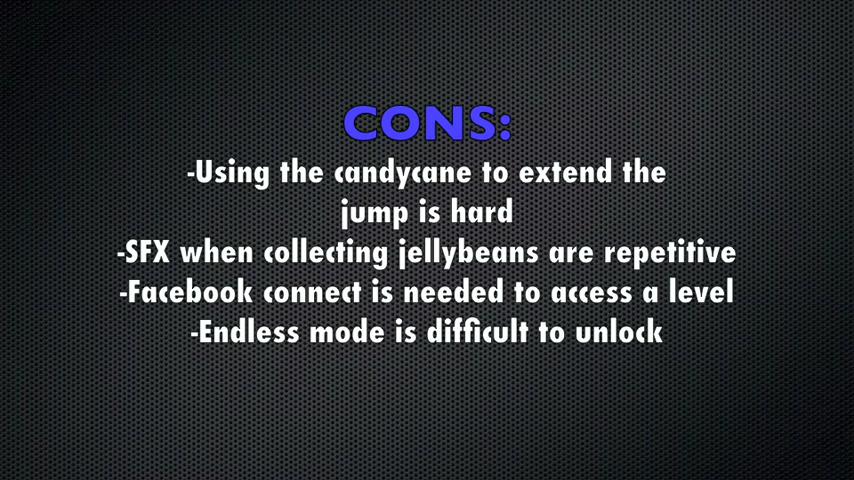 CONS:
-Using the candycane to extend the
jump is hard
-SFX when collecting jellybeans are repetitive
-Facebook connect is needed to access a level
-Endless mode is difficult to unlock